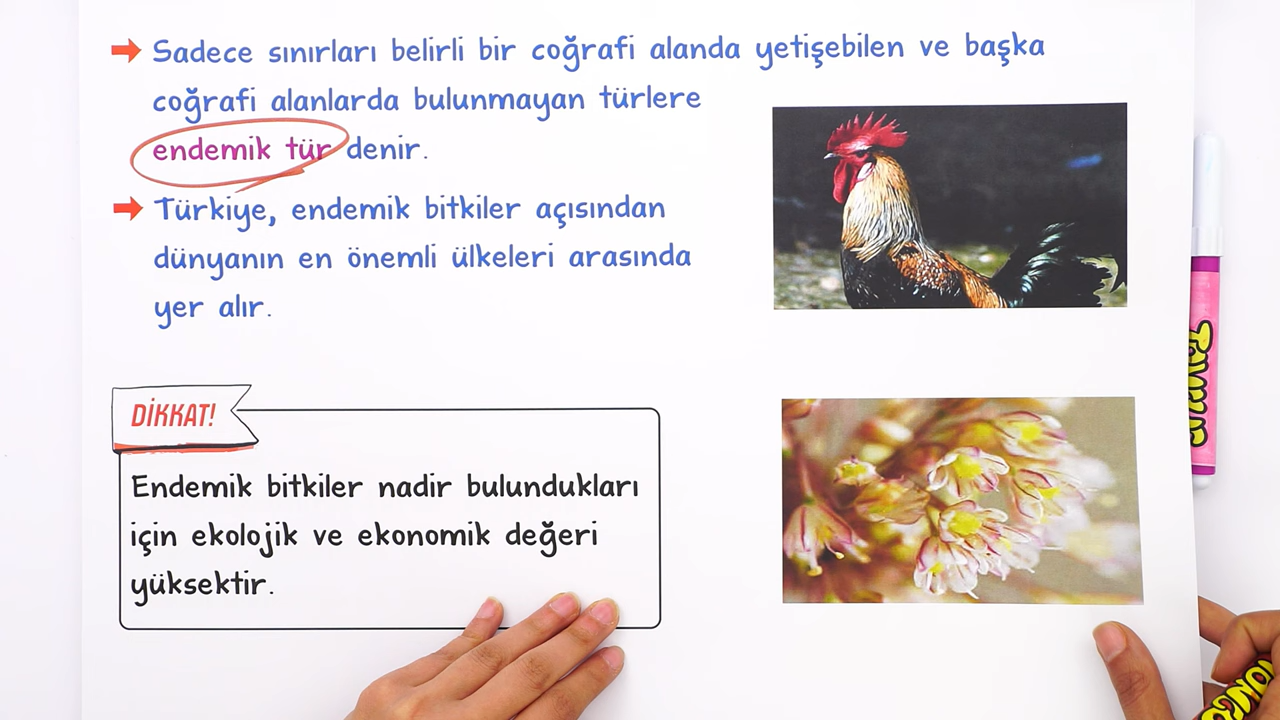 Sadece sınırları belirli bir coğrafi alanda yetişebilen ve başka
coğrafi alanlarda bulunmayan türlere
endemik tür denir.
Türkiye, endemik bitkiler açısından
dünyanın en önemli ülkeleri arasında
yer alır.
DİKKAT!
Endemik bitkiler nadir bulundukları
için ekolojik ve ekonomik değeri
yüksektir.